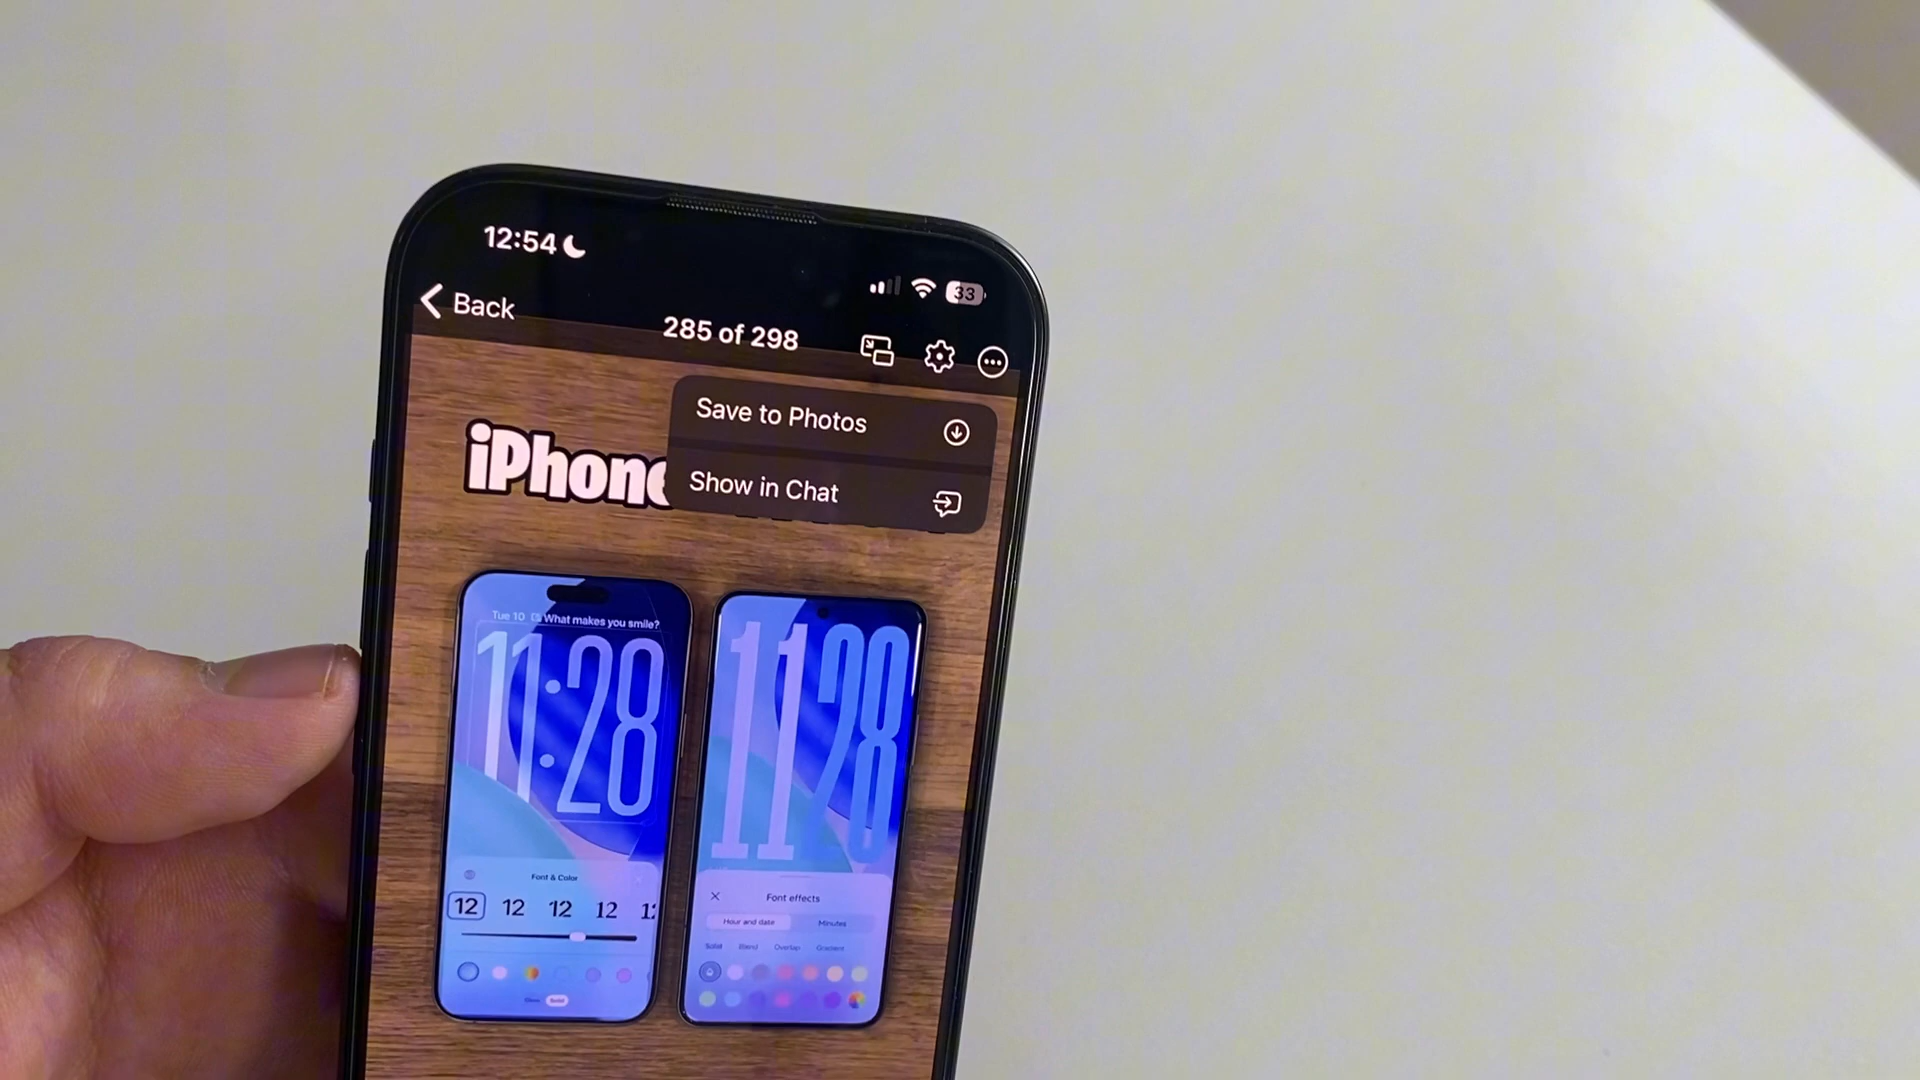 12:54
33
Back
285 of 298
Save to Photos
Show in Chat
iPhone
Tue 10 What makes you smile?
11:28
Font & Color
12 12 12 12 12
Solid
11 28
Font effects
Hour and date Minutes
Solid Blend Overlap Gradient